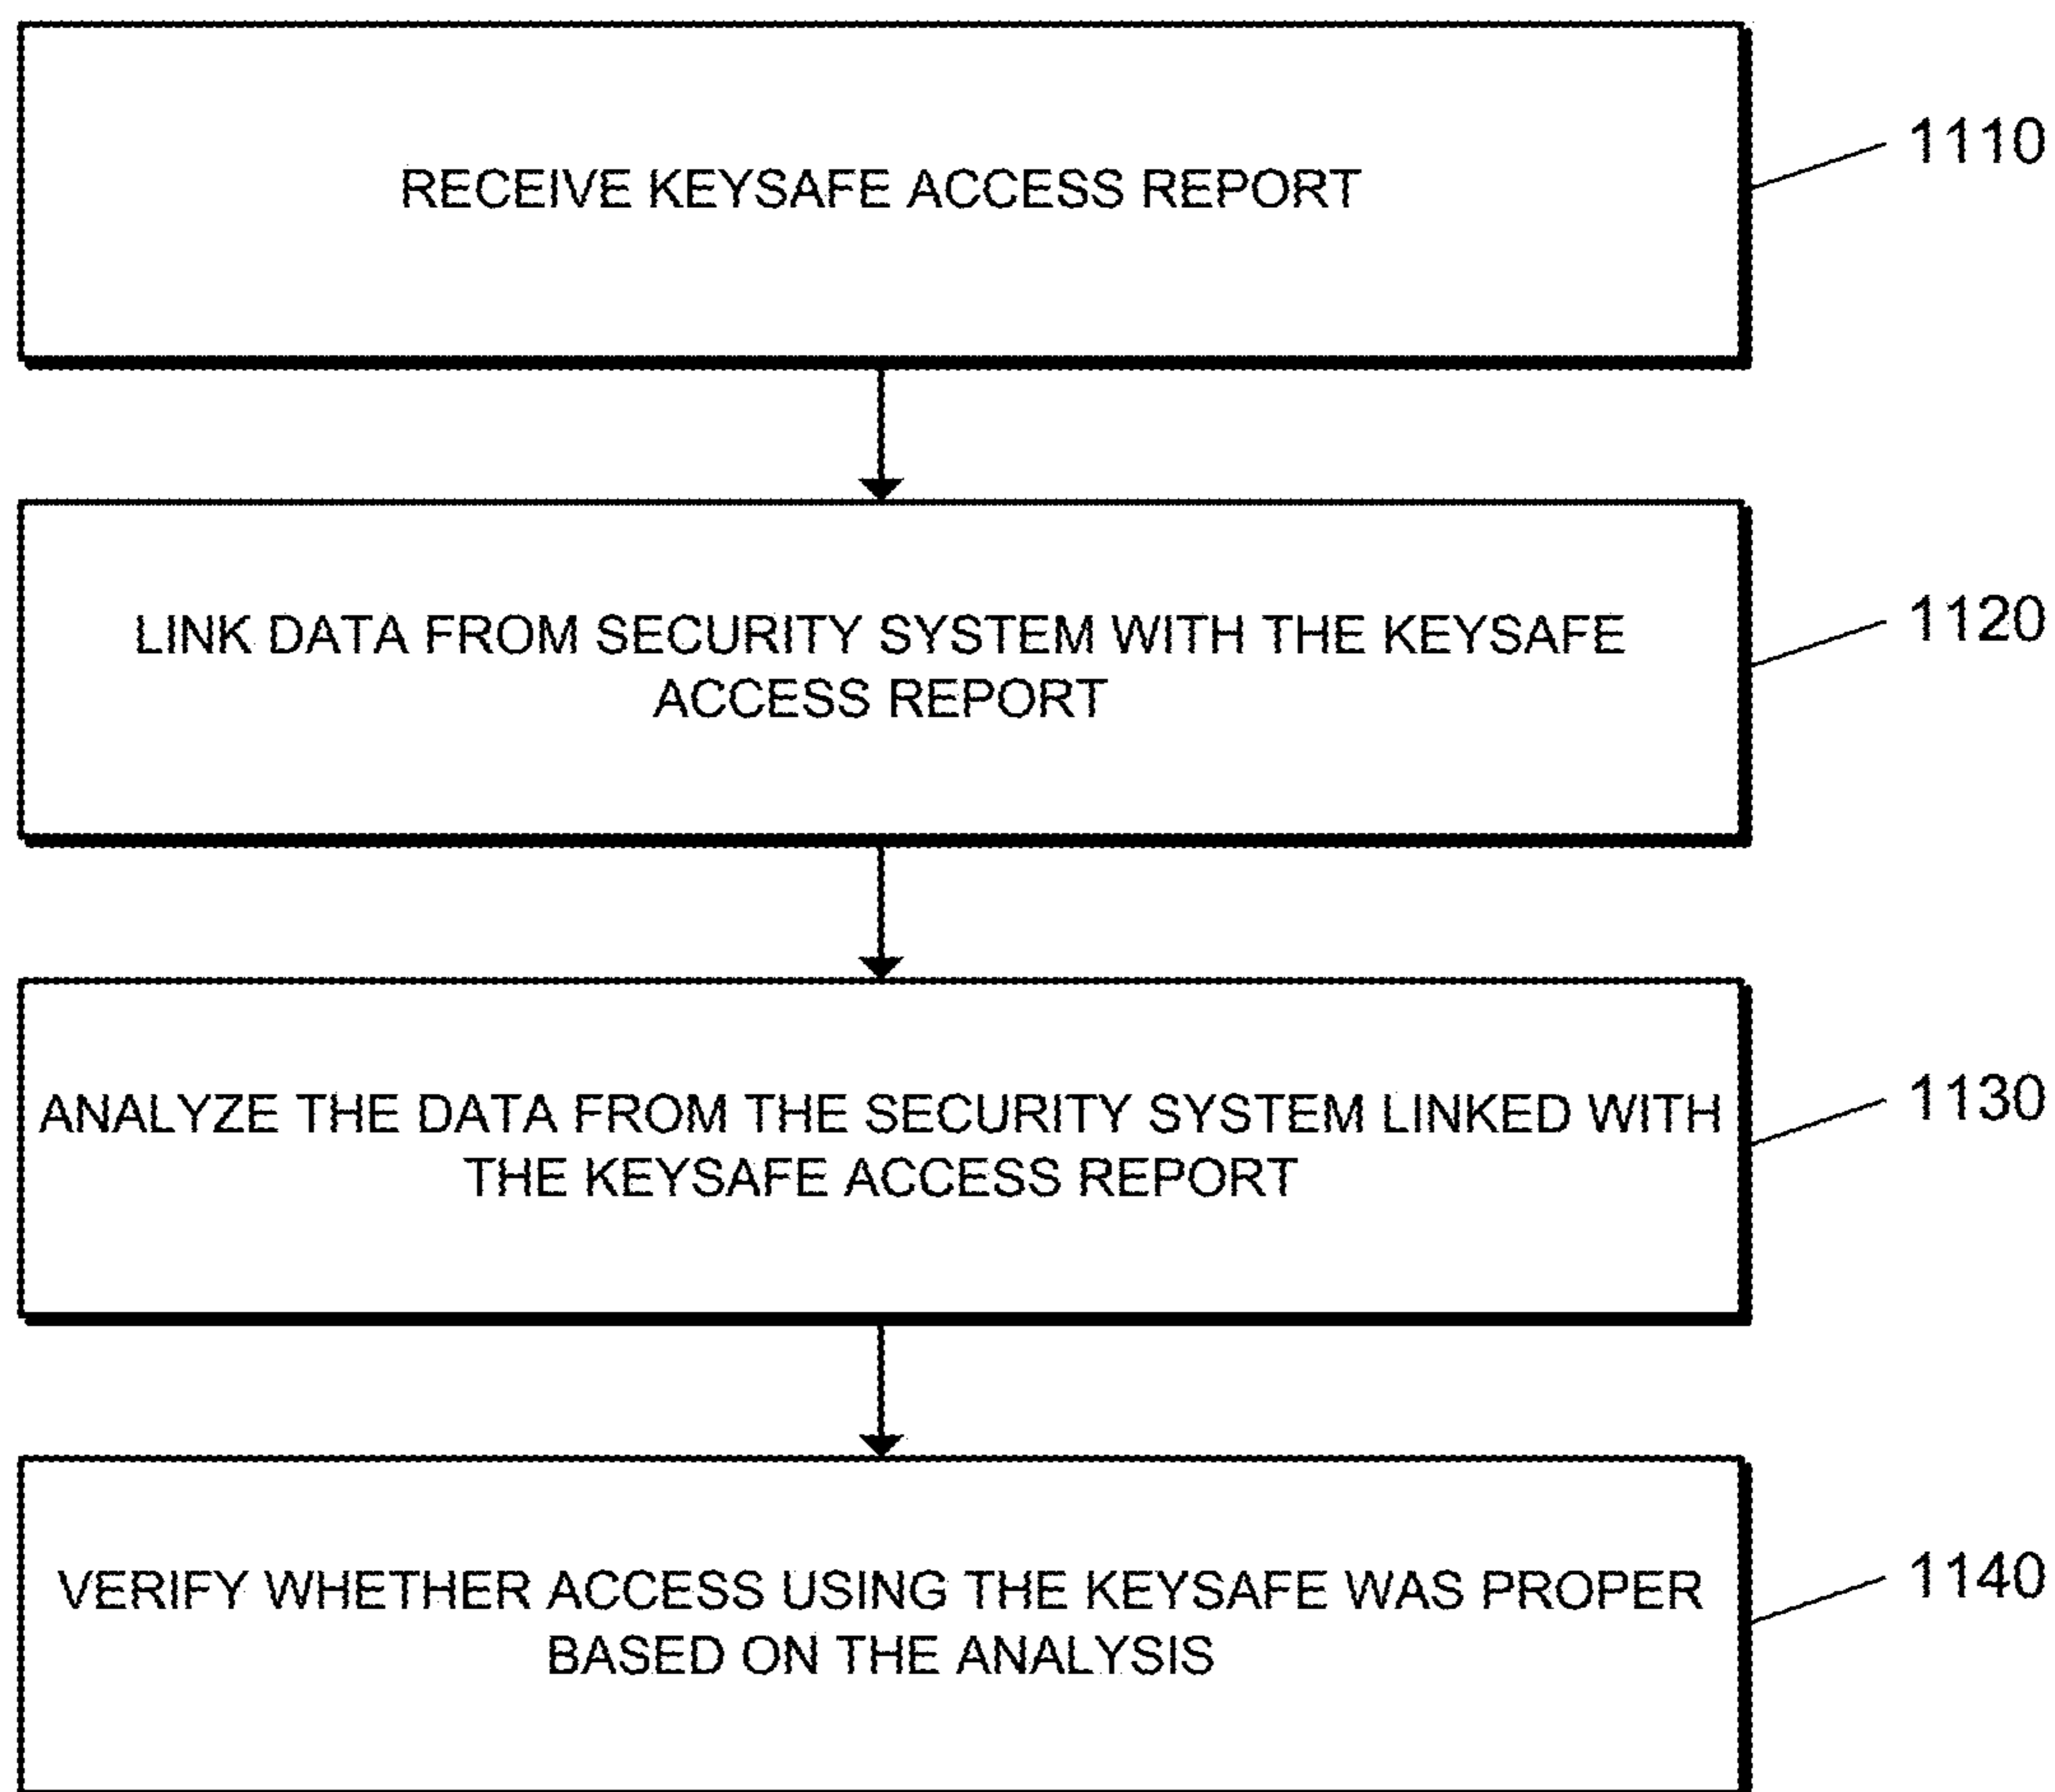 RECEIVE KEYSAFE ACCESS REPORT
1110
LINK DATA FROM SECURITY SYSTEM WITH THE KEYSAFE
ACCESS REPORT
1120
ANALYZE THE DATA FROM THE SECURITY SYSTEM LINKED WITH
THE KEYSAFE ACCESS REPORT
1130
VERIFY WHETHER ACCESS USING THE KEYSAFE WAS PROPER
BASED ON THE ANALYSIS
1140